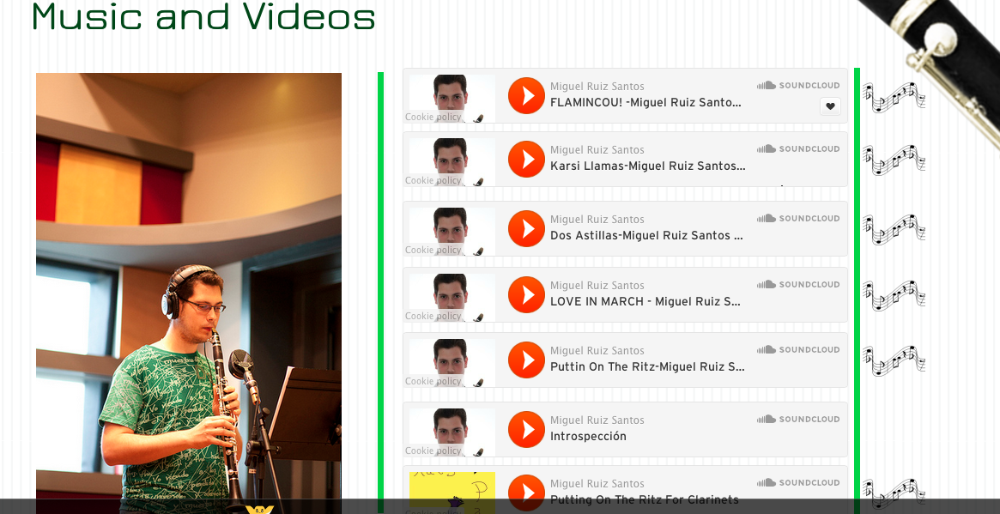 Music and Videos
Miguel Ruiz Santos
SOUNDCLOUD
FLAMINCOU! -Miguel Ruiz Santo...
Cookie policy
Miguel Ruiz Santos
SOUNDCLOUD
Karsi Llamas-Miguel Ruiz Santos...
Cookie policy
Miguel Ruiz Santos
SOUNDCLOUD
Dos Astillas-Miguel Ruiz Santos ...
Cookie policy
Miguel Ruiz Santos
SOUNDCLOUD
LOVE IN MARCH - Miguel Ruiz S...
Cookie policy
Miguel Ruiz Santos
SOUNDCLOUD
Puttin On The Ritz-Miguel Ruiz S...
Cookie policy
Miguel Ruiz Santos
SOUNDCLOUD
Introspección
Cookie policy
Miguel Ruiz Santos
SOUNDCLOUD
Putting On The Ritz For Clarinets